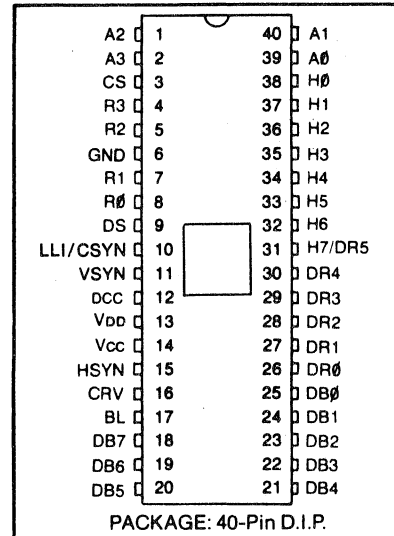 A2 1 40 A1
A3 2 39 AØ
CS 3 38 HØ
R3 4 37 H1
R2 5 36 H2
GND 6 35 H3
R1 7 34 H4
RØ 8 33 H5
DS 9 32 H6
LLI/CSYN 10 31 H7/DR5
VSYN 11 30 DR4
DCC 12 29 DR3
VDD 13 28 DR2
VCC 14 27 DR1
HSYN 15 26 DRØ
CRV 16 25 DBØ
BL 17 24 DB1
DB7 18 23 DB2
DB6 19 22 DB3
DB5 20 21 DB4
PACKAGE: 40-Pin D.I.P.